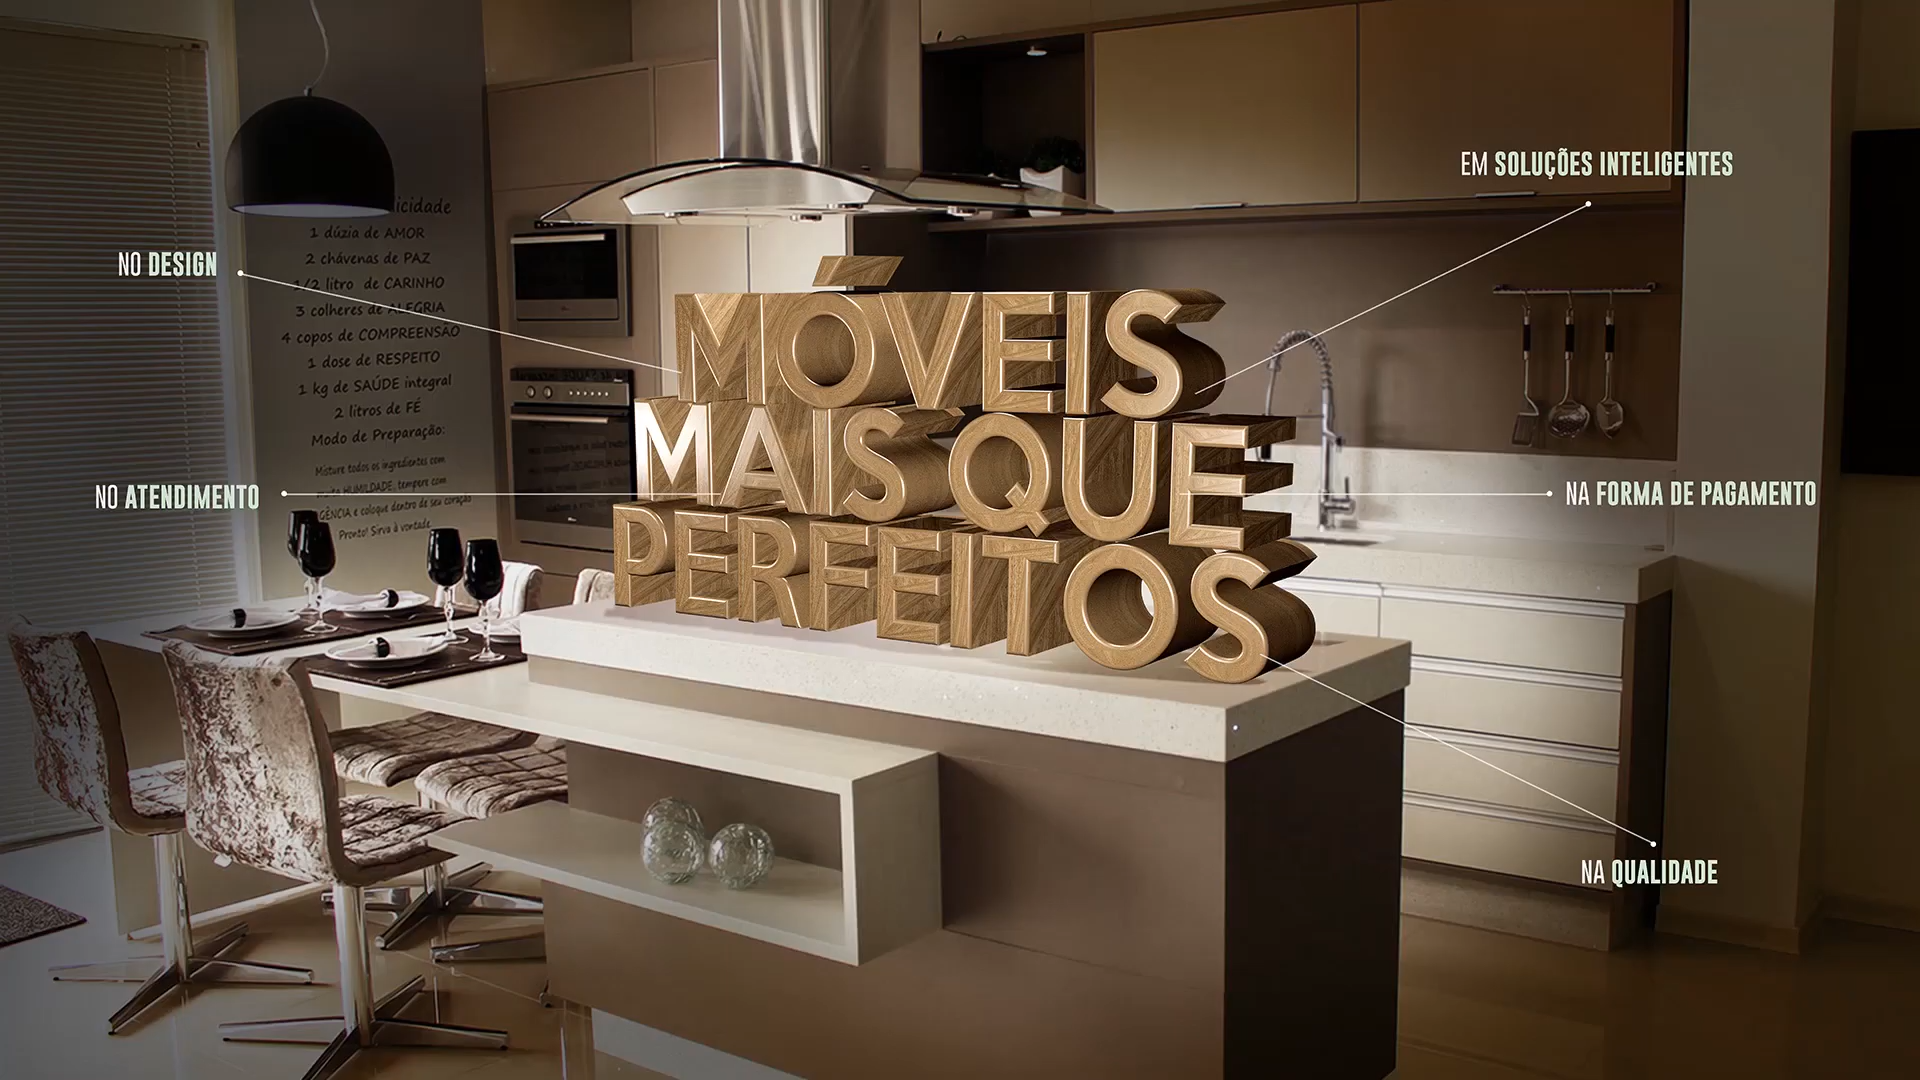 EM SOLUÇÕES INTELIGENTES
NO DESIGN
MÓVEIS
MAIS QUE
PERFEITOS
NO ATENDIMENTO
NA FORMA DE PAGAMENTO
NA QUALIDADE
1 dúzia de AMOR
2 chávenas de PAZ
1/2 litro de CARINHO
3 colheres de ALEGRIA
4 copos de COMPREENSÃO
1 dose de RESPEITO
1 kg de SAÚDE integral
2 litros de FÉ
Modo de Preparação:
Misture todos os ingredientes com
muita HUMILDADE, tempere com
e coloque dentro de seu coração
Pronto! Sirva à vontade.